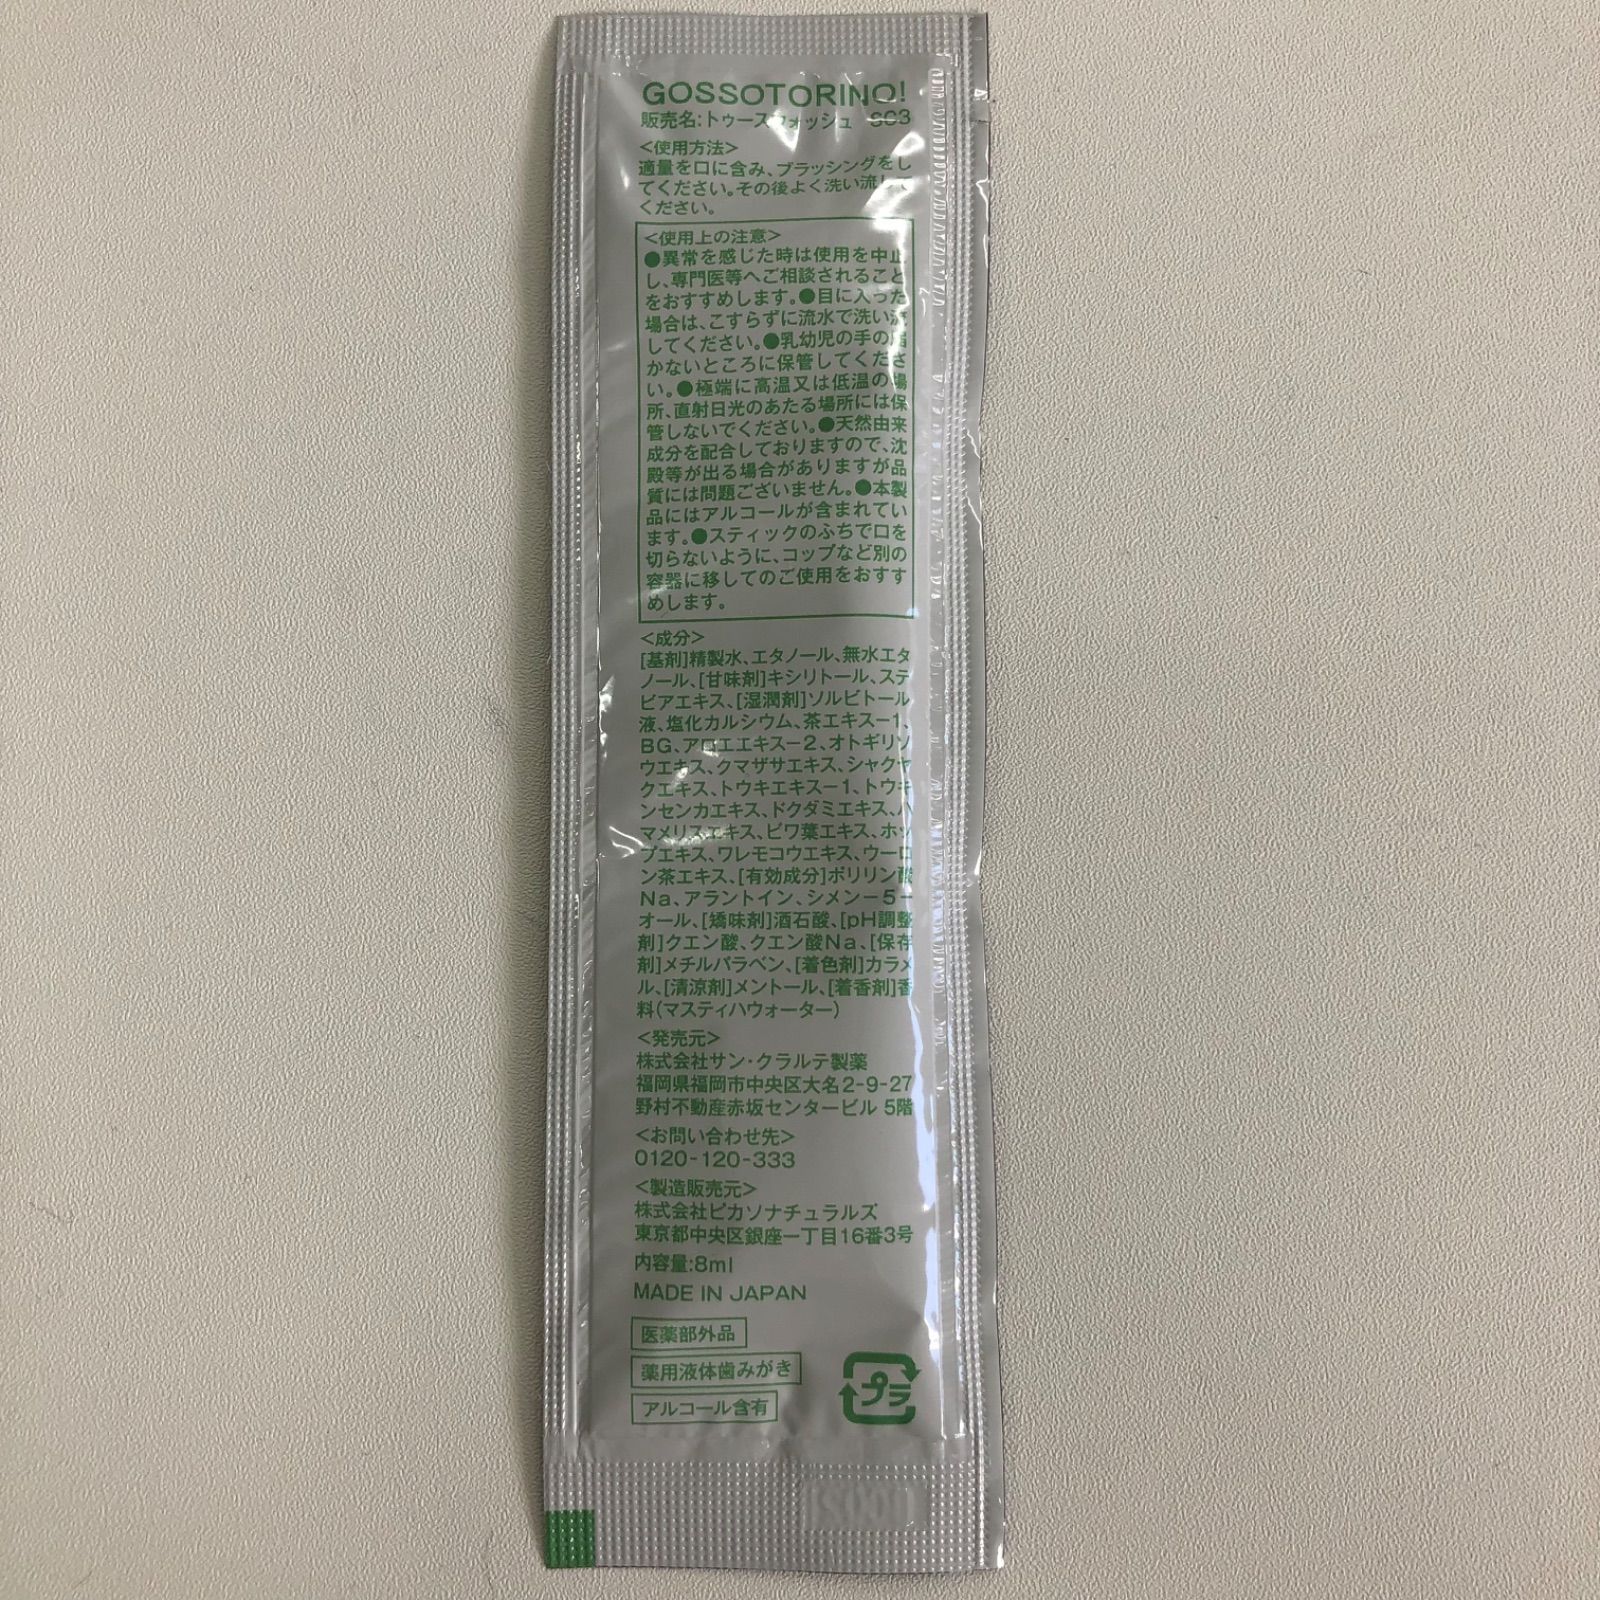 GOSSOTORINO!
販売名:トゥースウォッシュ SC3
<使用方法>
適量を口に含み、ブラッシングをし
てください。その後よく洗い流して
ください。
<使用上の注意>
●異常を感じた時は使用を中止
し、専門医等へご相談されること
をおすすめします。●目に入った
場合は、こすらずに流水で洗い流
してください。●乳幼児の手の届
かないところに保管してくださ
い。●極端に高温又は低温の場
所、直射日光のあたる場所には保
管しないでください。●天然由来
成分を配合しておりますので、沈
殿等が出る場合がありますが品
質には問題ございません。●本製
品にはアルコールが含まれてい
ます。●スティックのふちで口を
切らないように、コップなど別の
容器に移してのご使用をおすす
めします。
<成分>
[基剤]精製水、エタノール、無水エタ
ノール、[甘味剤]キシリトール、ステ
ビアエキス、[湿潤剤]ソルビトール
液、塩化カルシウム、茶エキス-1、
BG、アロエエキス-2、オトギリソ
ウエキス、クマザサエキス、シャクヤ
クエキス、トウキエキス-1、トウキ
ンセンカエキス、ドクダミエキス、ハ
マメリスエキス、ビワ葉エキス、ホッ
プエキス、ワレモコウエキス、ウーロ
ン茶エキス、[有効成分]ポリリン酸
Na、アラントイン、シメン-5-
オール、[矯味剤]酒石酸、[pH調整
剤]クエン酸、クエン酸Na、[保存
剤]メチルパラベン、[着色剤]カラメ
ル、[清涼剤]メントール、[着香剤]香
料(マスティハウォーター)
<発売元>
株式会社サン・クラルテ製薬
福岡県福岡市中央区大名2-9-27
野村不動産赤坂センタービル 5階
<お問い合わせ先>
0120-120-333
<製造販売元>
株式会社ピカソナチュラルズ
東京都中央区銀座一丁目16番3号
内容量:8ml
MADE IN JAPAN
医薬部外品
薬用液体歯みがき
アルコール含有
プラ